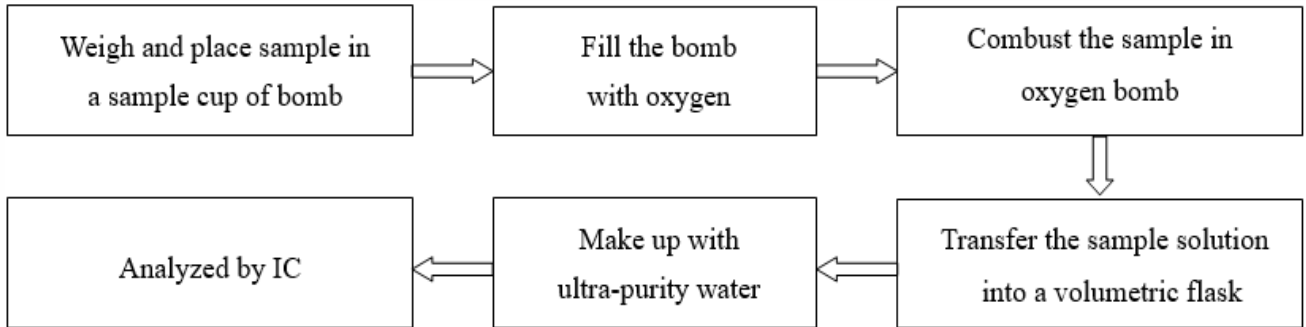 Weigh and place sample in
a sample cup of bomb
Fill the bomb
with oxygen
Combust the sample in
oxygen bomb
Transfer the sample solution
into a volumetric flask
Make up with
ultra-purity water
Analyzed by IC